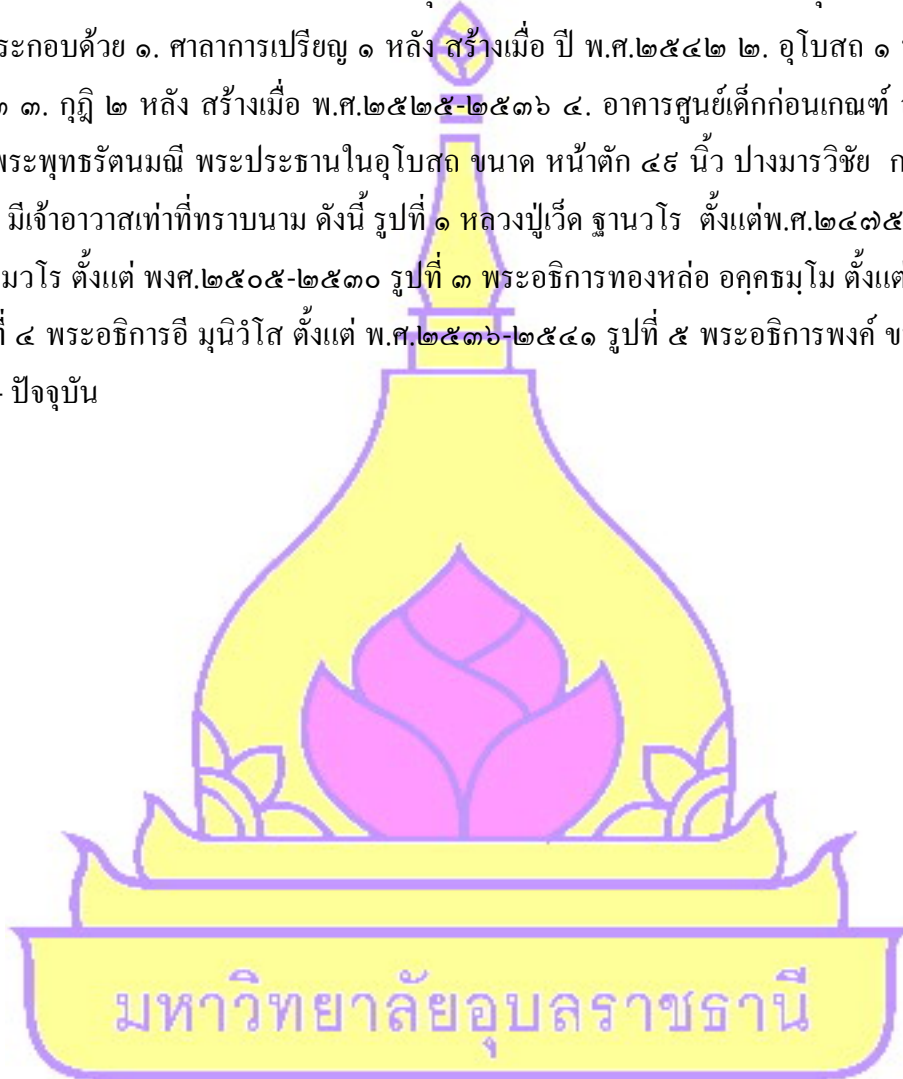 ระกอบด้วย ๑. ศาลาการเปรียญ ๑ หลัง สร้างเมื่อ ปี พ.ศ.๒๕๔๒ ๒. อุโบสถ ๑
๓. กุฎิ ๒ หลัง สร้างเมื่อ พ.ศ.๒๕๒๕-๒๕๓๖ ๔. อาคารศูนย์เด็กก่อนเกณฑ์
พระพุทธรัตนมณี พระประธานในอุโบสถ ขนาด หน้าตัก ๔๙ นิ้ว ปางมารวิชัย
มีเจ้าอาวาสเท่าที่ทราบนาม ดังนี้ รูปที่ ๑ หลวงปู่เว็ด ฐานวโร ตั้งแต่พ.ศ.๒๔๗๕
มวโร ตั้งแต่ พงศ.๒๕๐๕-๒๕๓๐ รูปที่ ๓ พระอธิการทองหล่อ อคฺคธมฺโม ตั้งแต่
ที่ ๔ พระอธิการอี มุนิวํโส ตั้งแต่ พ.ศ.๒๕๓๖-๒๕๔๑ รูปที่ ๕ พระอธิการพงค์
- ปัจจุบัน
มหาวิทยาลัยอุบลราชธานี